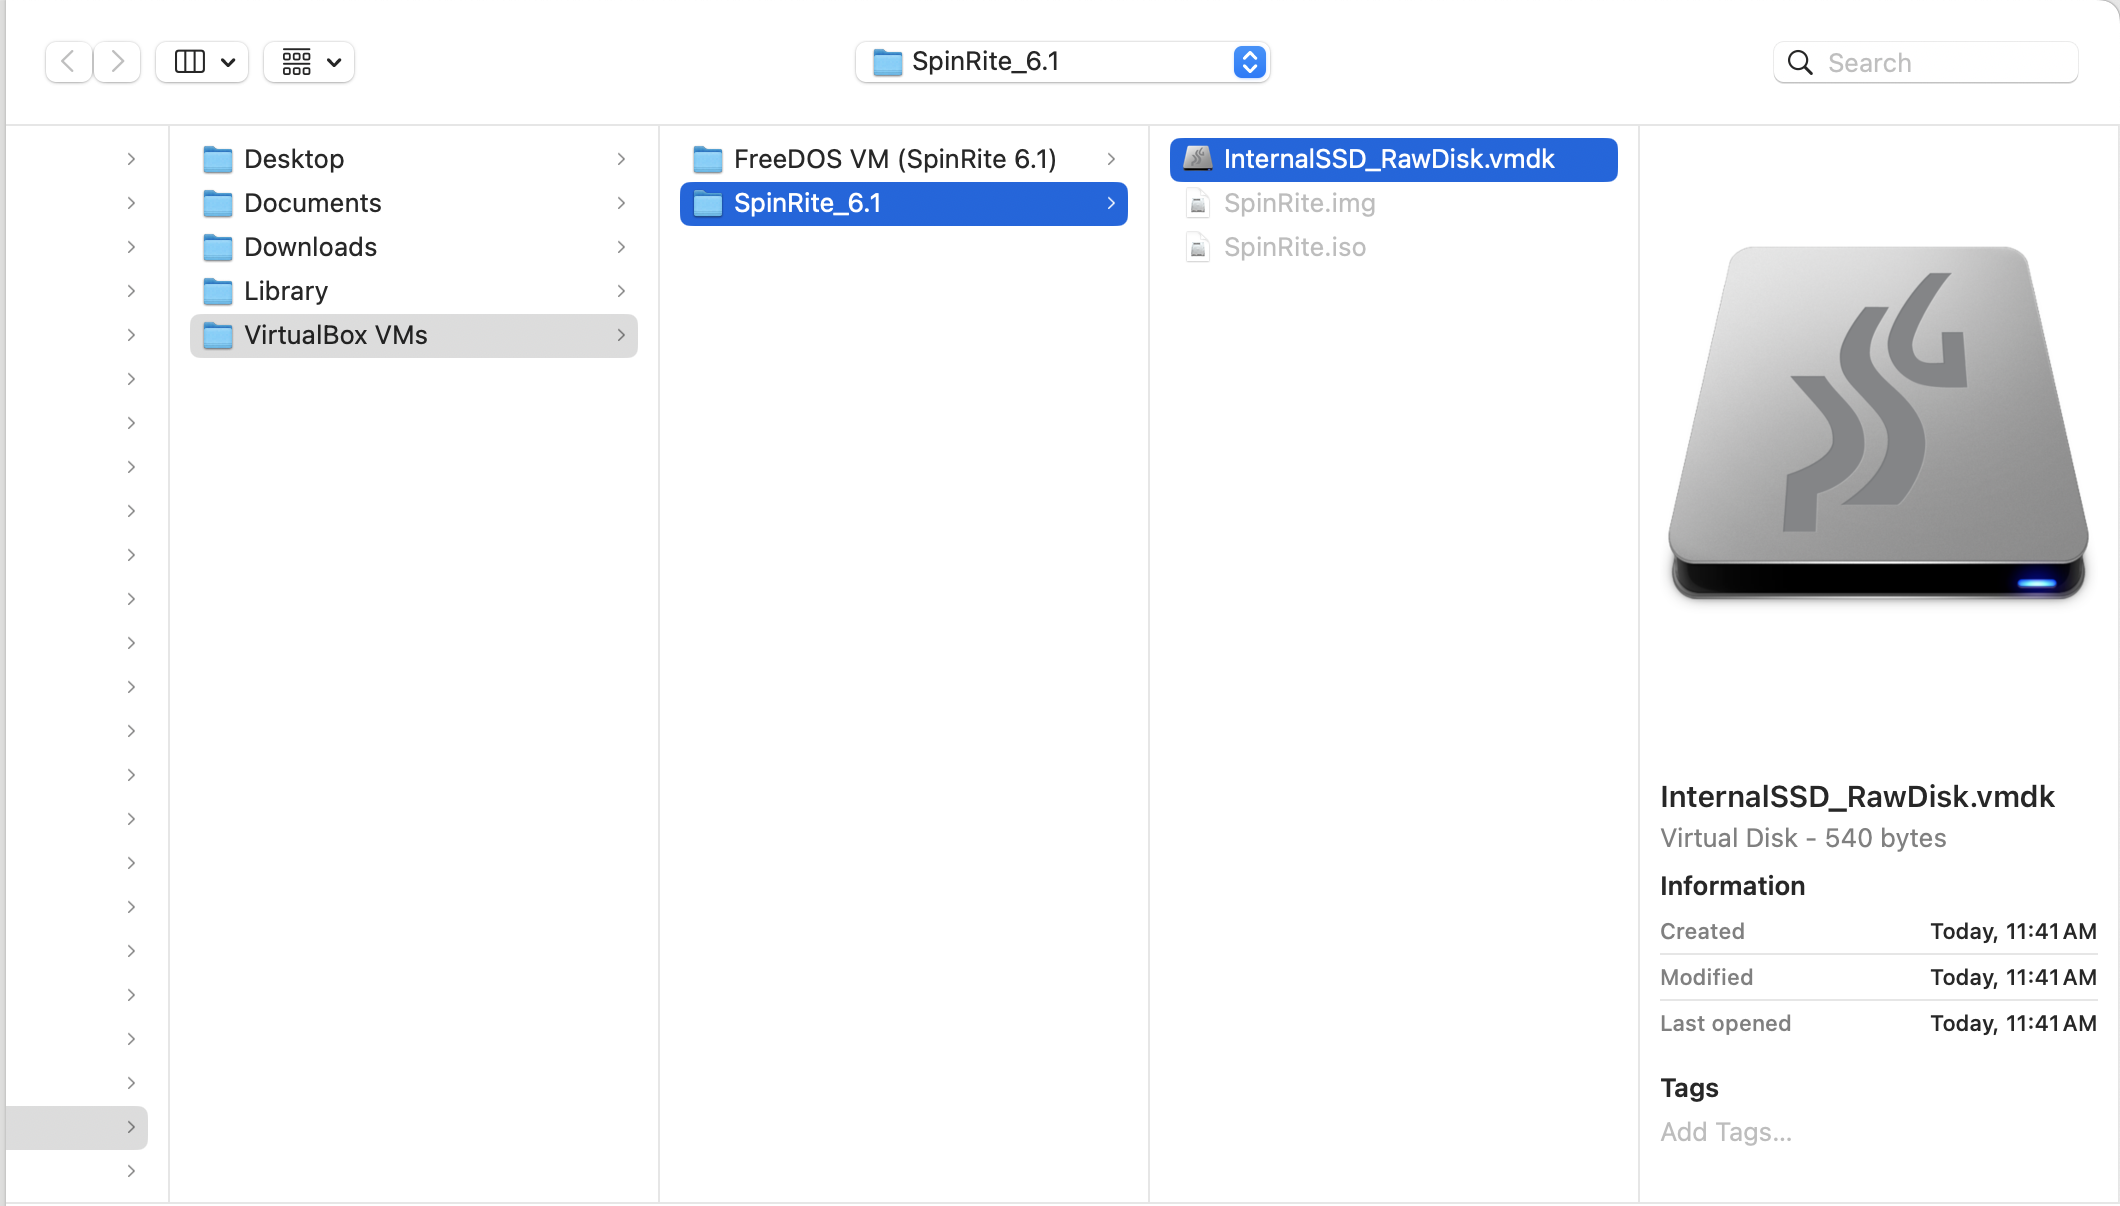 SpinRite_6.1
Search
Desktop
Documents
Downloads
Library
VirtualBox VMs
FreeDOS VM (SpinRite 6.1)
SpinRite_6.1
InternalSSD_RawDisk.vmdk
SpinRite.img
SpinRite.iso
InternalSSD_RawDisk.vmdk
Virtual Disk - 540 bytes
Information
Created Today, 11:41 AM
Modified Today, 11:41 AM
Last opened Today, 11:41 AM
Tags
Add Tags...